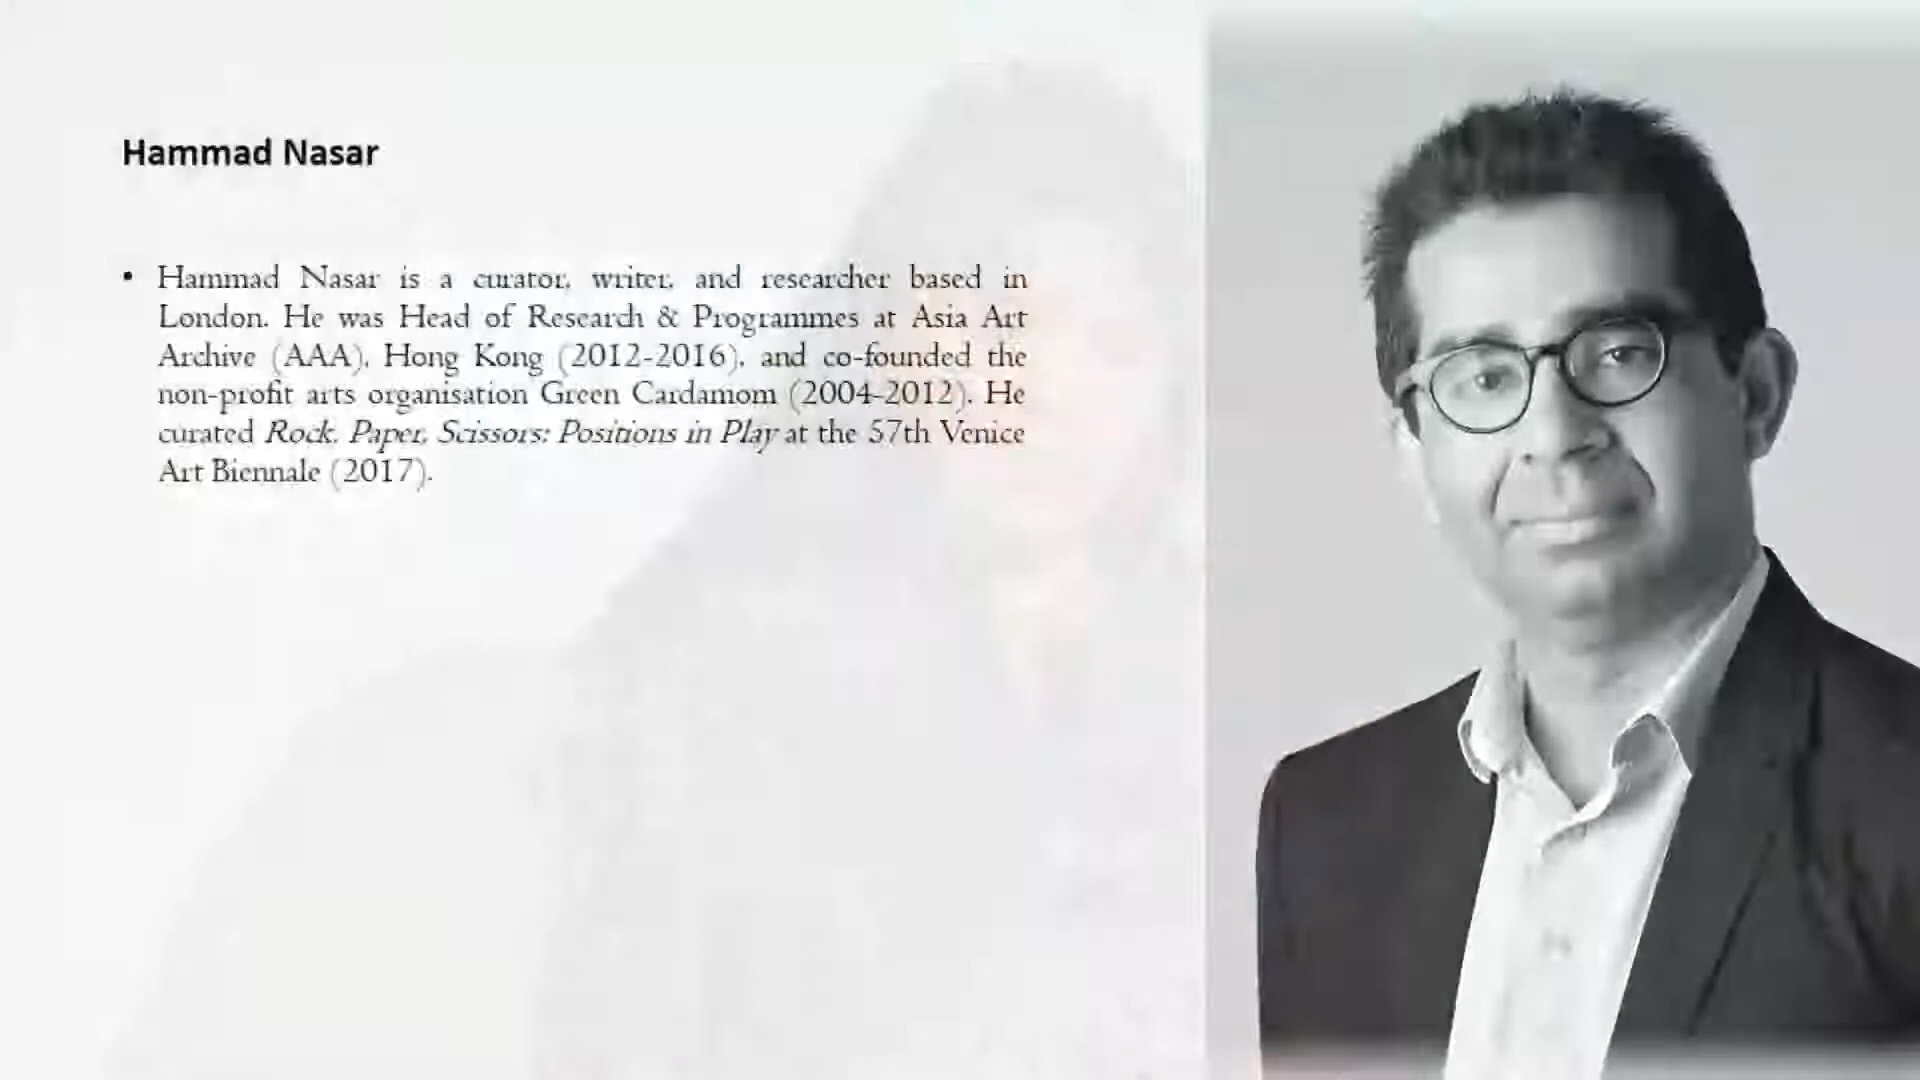 Hammad Nasar
• Hammad Nasar is a curator, writer, and researcher based in
London. He was Head of Research & Programmes at Asia Art
Archive (AAA), Hong Kong (2012-2016), and co-founded the
non-profit arts organisation Green Cardamom (2004-2012). He
curated Rock, Paper, Scissors: Positions in Play at the 57th Venice
Art Biennale (2017).